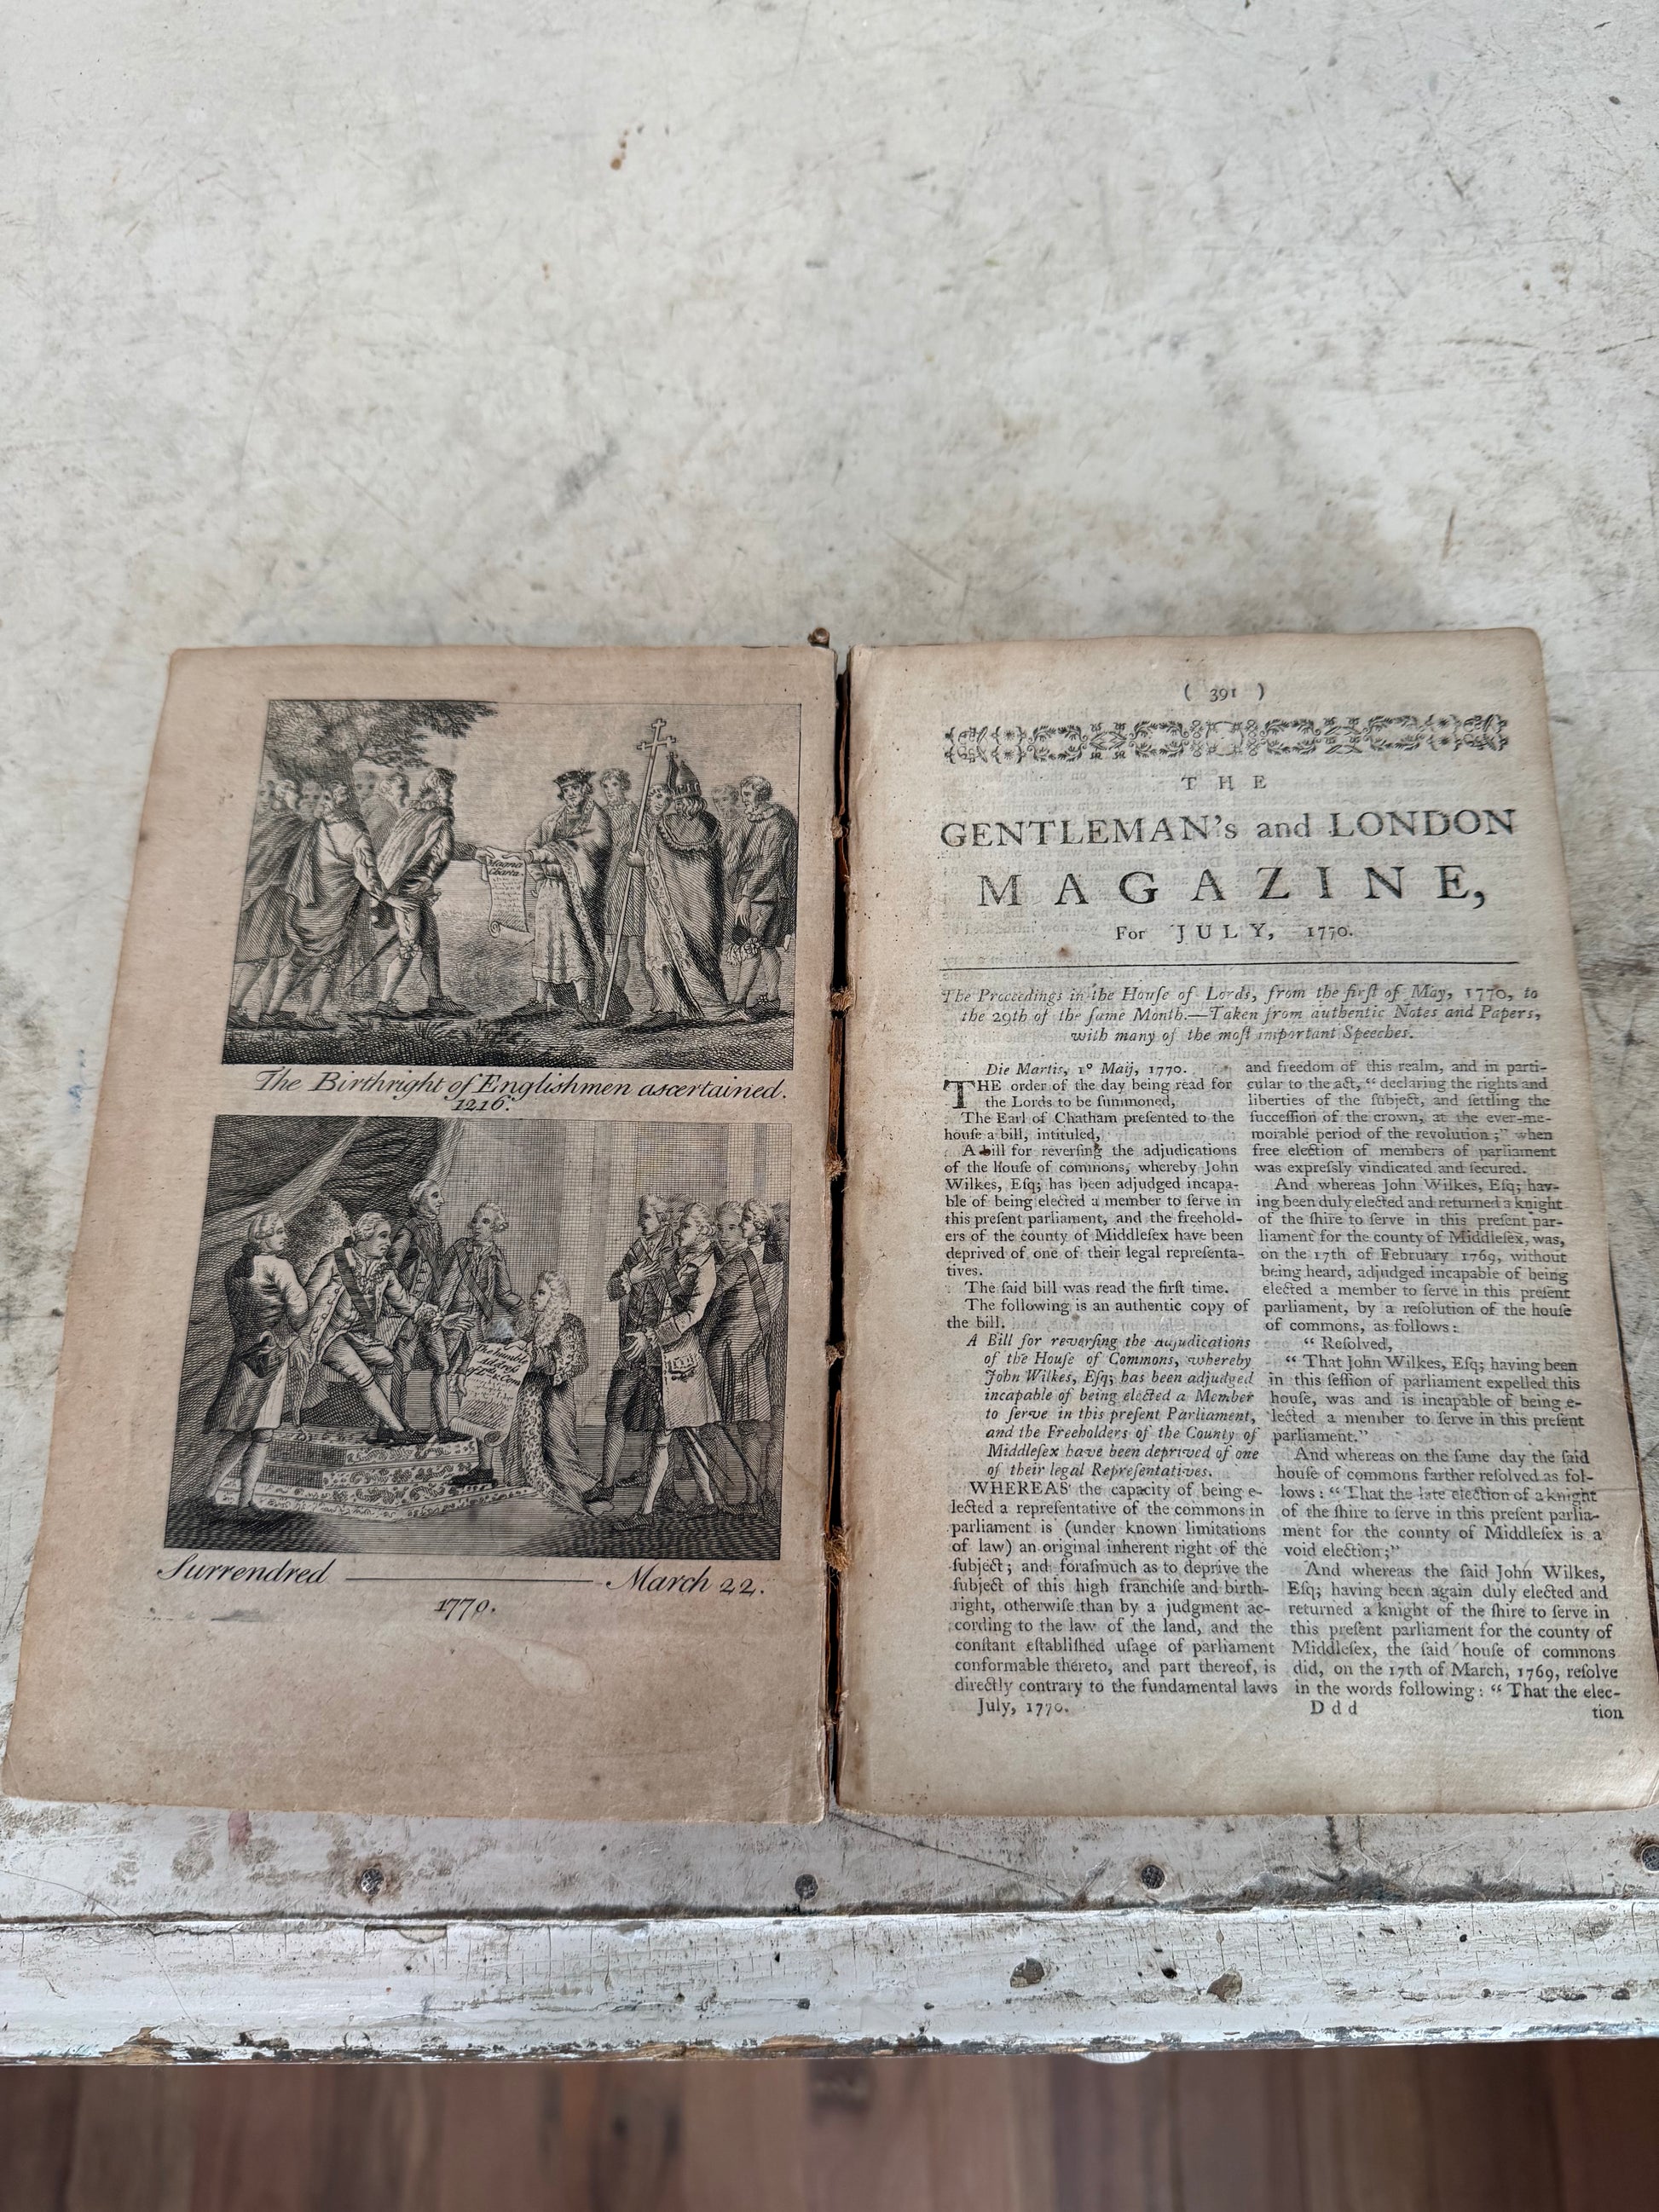 Magna
Charta.
The Birthright of Englishmen ascertained.
1216.
The humble
Address
of
Surrendred — March 22.
1770.
( 391 )
THE
GENTLEMAN's and LONDON
MAGAZINE,
For JULY, 1770.
The Proceedings in the Houſe of Lords, from the firſt of May, 1770, to
the 29th of the ſame Month.—Taken from authentic Notes and Papers,
with many of the moſt important Speeches.
Die Martis, 1º Maij, 1770.
THE order of the day being read for
the Lords to be ſummoned,
The Earl of Chatham preſented to the
houſe a bill, intituled,
A bill for reverſing the adjudications
of the Houſe of commons, whereby John
Wilkes, Eſq; has been adjudged incapa-
ble of being elected a member to ſerve in
this preſent parliament, and the freehold-
ers of the county of Middleſex have been
deprived of one of their legal repreſenta-
tives.
The ſaid bill was read the firſt time.
The following is an authentic copy of
the bill.
A Bill for reverſing the adjudications
of the Houſe of Commons, whereby
John Wilkes, Eſq; has been adjudged
incapable of being elected a Member
to ſerve in this preſent Parliament,
and the Freeholders of the County of
Middleſex have been deprived of one
of their legal Repreſentatives.
WHEREAS the capacity of being e-
lected a repreſentative of the commons in
parliament is (under known limitations
of law) an original inherent right of the
ſubject; and foraſmuch as to deprive the
ſubject of this high franchiſe and birth-
right, otherwiſe than by a judgment ac-
cording to the law of the land, and the
conſtant eſtabliſhed uſage of parliament
conformable thereto, and part thereof, is
directly contrary to the fundamental laws
July, 1770.
and freedom of this realm, and in parti-
cular to the act, “ declaring the rights and
liberties of the ſubject, and ſettling the
ſucceſſion of the crown, at the ever-me-
morable period of the revolution ;” when
free election of members of parliament
was expreſsly vindicated and ſecured.
And whereas John Wilkes, Eſq; hav-
ing been duly elected and returned a knight
of the ſhire to ſerve in this preſent par-
liament for the county of Middleſex, was,
on the 17th of February 1769, without
being heard, adjudged incapable of being
elected a member to ſerve in this preſent
parliament, by a reſolution of the houſe
of commons, as follows:
“ Reſolved,
“ That John Wilkes, Eſq; having been
in this ſeſſion of parliament expelled this
houſe, was and is incapable of being e-
lected a member to ſerve in this preſent
parliament.”
And whereas on the ſame day the ſaid
houſe of commons farther reſolved as fol-
lows : “ That the late election of a knight
of the ſhire to ſerve in this preſent parlia-
ment for the county of Middleſex is a
void election;”
And whereas the ſaid John Wilkes,
Eſq; having been again duly elected and
returned a knight of the ſhire to ſerve in
this preſent parliament for the county of
Middleſex, the ſaid houſe of commons
did, on the 17th of March, 1769, reſolve
in the words following : “ That the elec-
D d d
tion